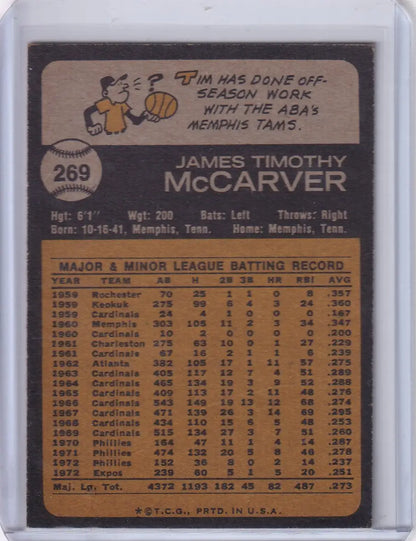 ?
TIM HAS DONE OFF-
SEASON WORK
WITH THE ABA'S
MEMPHIS TAMS.
269
JAMES TIMOTHY
McCARVER
Hgt: 6'1" Wgt: 200 Bats: Left Throws: Right
Born: 10-16-41, Memphis, Tenn. Home: Memphis, Tenn.
MAJOR & MINOR LEAGUE BATTING RECORD
YEAR TEAM AB H 2B 3B HR RBI AVG
1959 Rochester 70 25 1 1 0 8 .357
1959 Keokuk 275 99 6 4 3 24 .360
1959 Cardinals 24 4 1 0 0 0 .167
1960 Memphis 303 105 11 2 3 34 .347
1960 Cardinals 10 2 0 0 0 0 .200
1961 Charleston 275 63 10 0 1 27 .229
1961 Cardinals 67 16 2 1 1 6 .239
1962 Atlanta 382 105 17 1 11 57 .275
1963 Cardinals 405 117 12 7 4 51 .289
1964 Cardinals 465 134 19 3 9 52 .288
1965 Cardinals 409 113 17 2 11 48 .276
1966 Cardinals 543 149 19 13 12 68 .274
1967 Cardinals 471 139 26 3 14 69 .295
1968 Cardinals 434 110 15 6 5 48 .253
1969 Cardinals 515 134 27 3 7 51 .260
1970 Phillies 164 47 11 1 4 14 .287
1971 Phillies 474 132 20 5 8 46 .278
1972 Phillies 152 36 8 0 2 14 .237
1972 Expos 239 60 5 1 5 20 .251
Maj. Lg. Tot. 4372 1193 182 45 82 487 .273
★©T.C.G., PRTD. IN U.S.A.